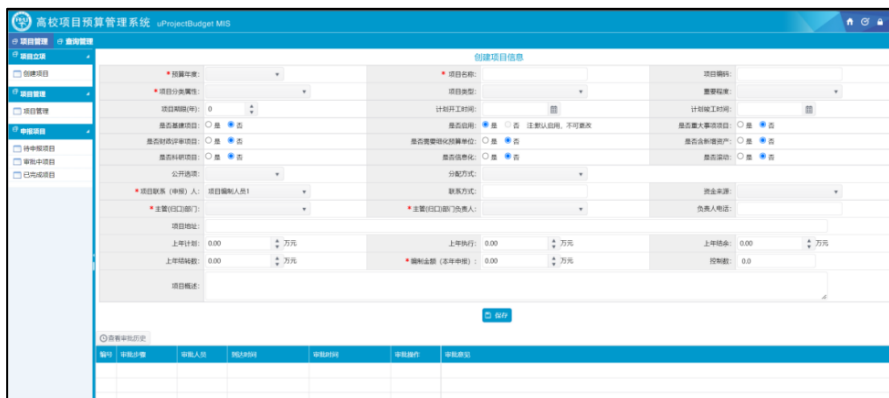 高校项目预算管理系统 uProjectBudget MIS
项目管理 查询管理
项目立项
创建项目
项目管理
项目管理
申报项目
待申报项目
审批中项目
已完成项目
创建项目信息
* 预算年度: * 项目名称: 项目编码:
* 项目分类属性: 项目类型: 重要程度:
项目期限(年): 0 计划开工时间: 计划竣工时间:
是否基建项目: 是 否 是否启用: 是 否 注:默认启用，不可更改 是否重大事项项目: 是 否
是否财政评审项目: 是 否 是否需要细化预算单位: 是 否 是否含新增资产: 是 否
是否科研项目: 是 否 是否信息化: 是 否 是否滚动: 是 否
公开选项: 分配方式:
* 项目联系（申报）人: 项目编制人员1 联系方式: 资金来源:
* 主管(归口)部门: * 主管(归口)部门负责人: 负责人电话:
项目地址:
上年计划: 0.00 万元 上年执行: 0.00 万元 上年结余: 0.00 万元
上年结转数: 0.00 万元 * 编制金额（本年申报）: 0.00 万元 控制数: 0.0
项目概述:
保存
查看审批历史
编号 审批步骤 审批人员 到达时间 审批时间 审批操作 审批意见